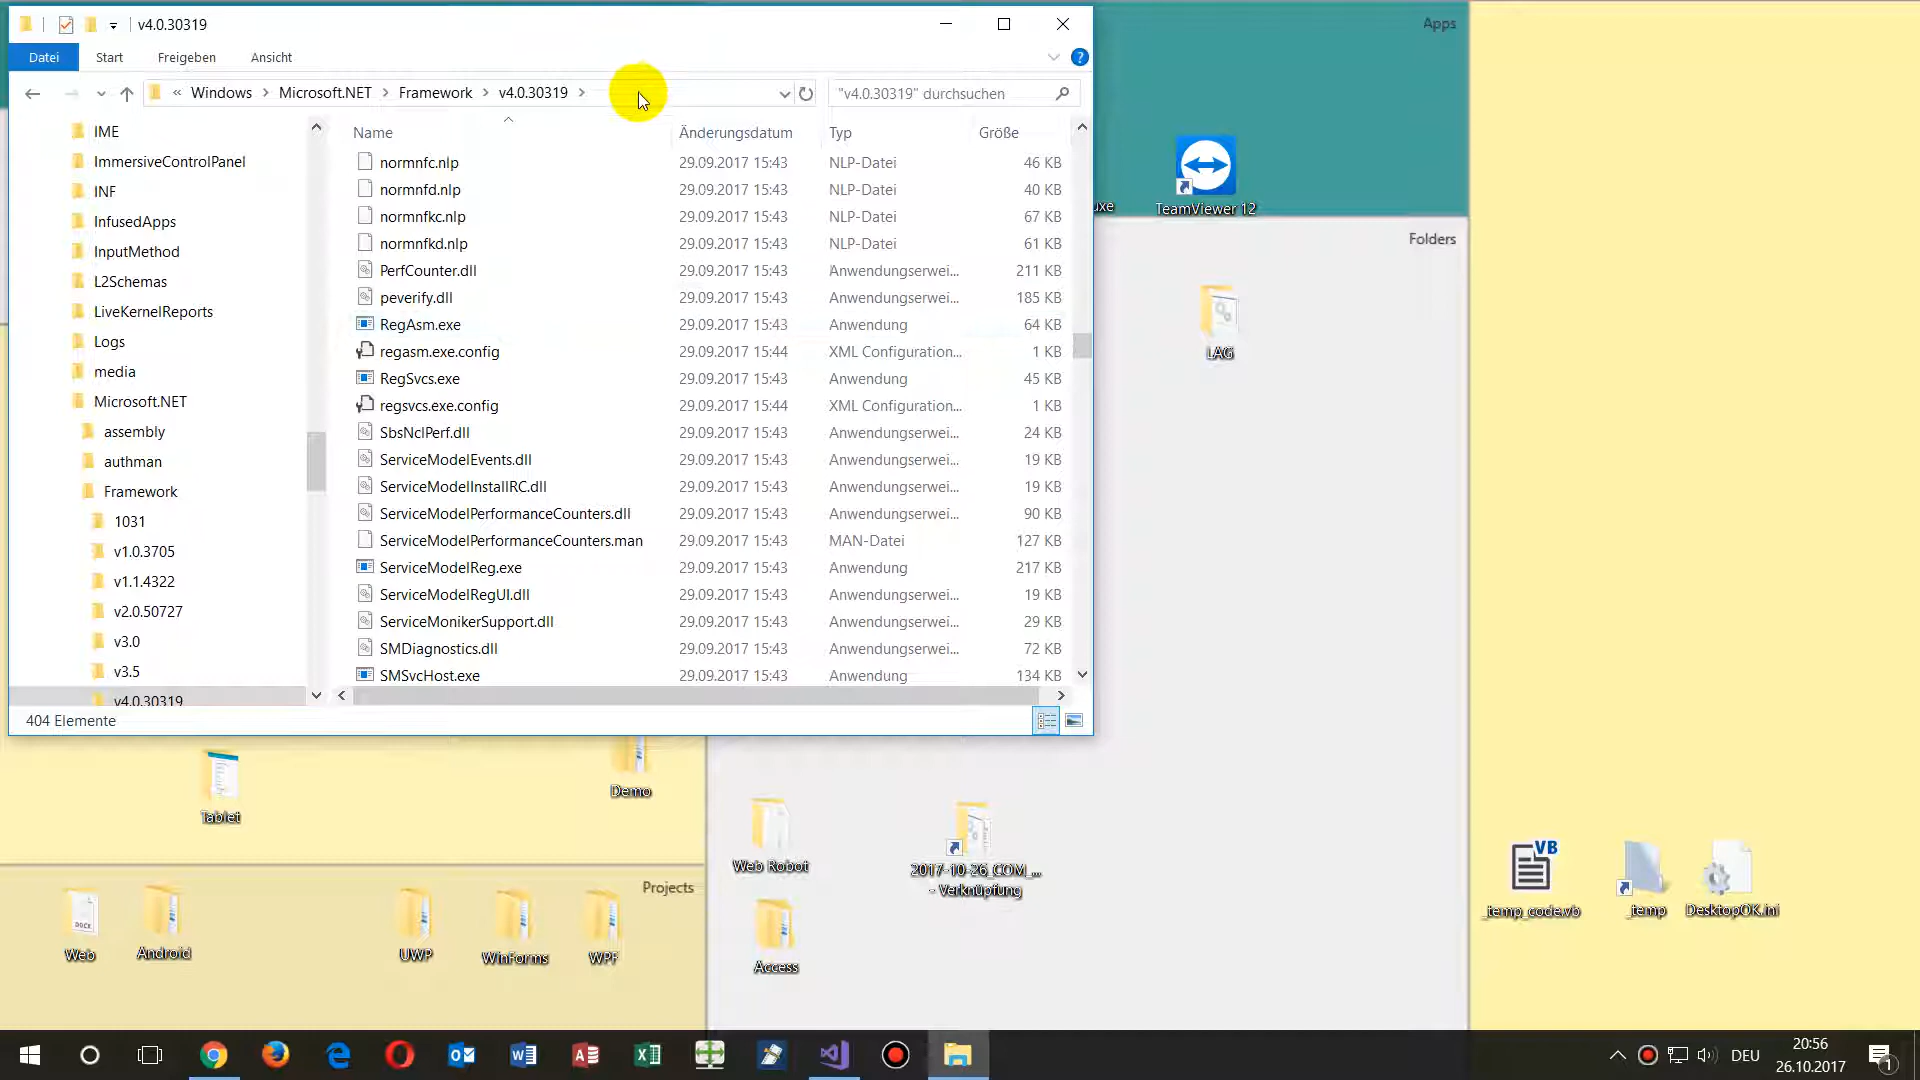 v4.0.30319
Datei
Start
Freigeben
Ansicht
?
« Windows > Microsoft.NET > Framework > v4.0.30319 >
"v4.0.30319" durchsuchen
IME
ImmersiveControlPanel
INF
InfusedApps
InputMethod
L2Schemas
LiveKernelReports
Logs
media
Microsoft.NET
assembly
authman
Framework
1031
v1.0.3705
v1.1.4322
v2.0.50727
v3.0
v3.5
v4.0.30319
Name Änderungsdatum Typ Größe
normnfc.nlp 29.09.2017 15:43 NLP-Datei 46 KB
normnfd.nlp 29.09.2017 15:43 NLP-Datei 40 KB
normnfkc.nlp 29.09.2017 15:43 NLP-Datei 67 KB
normnfkd.nlp 29.09.2017 15:43 NLP-Datei 61 KB
PerfCounter.dll 29.09.2017 15:43 Anwendungserwei... 211 KB
peverify.dll 29.09.2017 15:43 Anwendungserwei... 185 KB
RegAsm.exe 29.09.2017 15:43 Anwendung 64 KB
regasm.exe.config 29.09.2017 15:44 XML Configuration... 1 KB
RegSvcs.exe 29.09.2017 15:43 Anwendung 45 KB
regsvcs.exe.config 29.09.2017 15:44 XML Configuration... 1 KB
SbsNclPerf.dll 29.09.2017 15:43 Anwendungserwei... 24 KB
ServiceModelEvents.dll 29.09.2017 15:43 Anwendungserwei... 19 KB
ServiceModelInstallRC.dll 29.09.2017 15:43 Anwendungserwei... 19 KB
ServiceModelPerformanceCounters.dll 29.09.2017 15:43 Anwendungserwei... 90 KB
ServiceModelPerformanceCounters.man 29.09.2017 15:43 MAN-Datei 127 KB
ServiceModelReg.exe 29.09.2017 15:43 Anwendung 217 KB
ServiceModelRegUI.dll 29.09.2017 15:43 Anwendungserwei... 19 KB
ServiceMonikerSupport.dll 29.09.2017 15:43 Anwendungserwei... 29 KB
SMDiagnostics.dll 29.09.2017 15:43 Anwendungserwei... 72 KB
SMSvcHost.exe 29.09.2017 15:43 Anwendung 134 KB
404 Elemente
Apps
uxe
TeamViewer 12
Folders
LAG
Tablet
Demo
Web Robot
2017-10-26_COM_...
- Verknüpfung
Access
Projects
DOCX
Web
Android
UWP
WinForms
WPF
VB
_temp_code.vb
_temp
DesktopOK.ini
DEU
20:56
26.10.2017
1